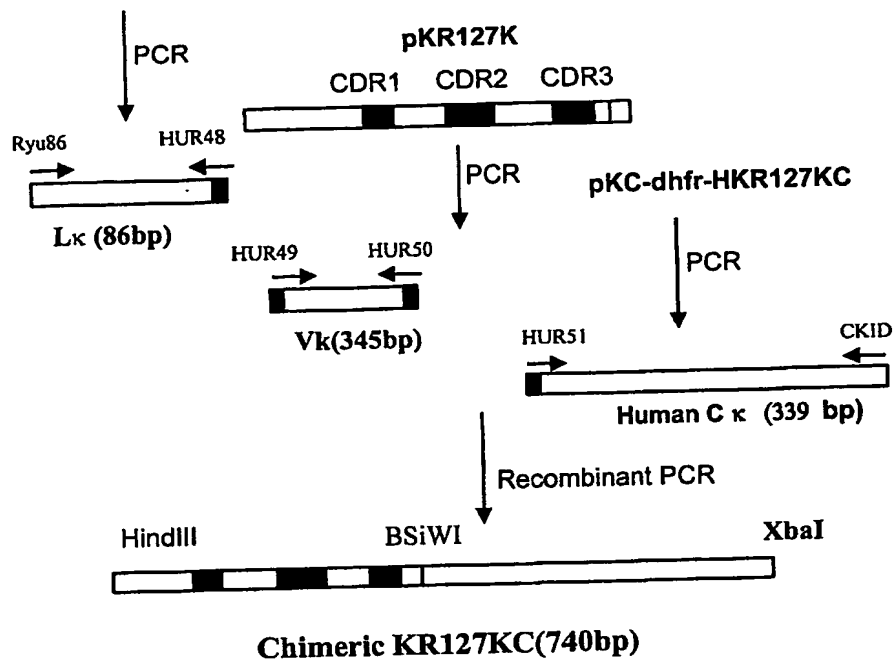 PCR
pKR127K
CDR1 CDR2 CDR3
Ryu86 HUR48
PCR
pKC-dhfr-HKR127KC
Lκ (86bp)
HUR49 HUR50
PCR
Vk(345bp)
HUR51 CKID
Human C κ (339 bp)
Recombinant PCR
HindIII BSiWI XbaI
Chimeric KR127KC(740bp)